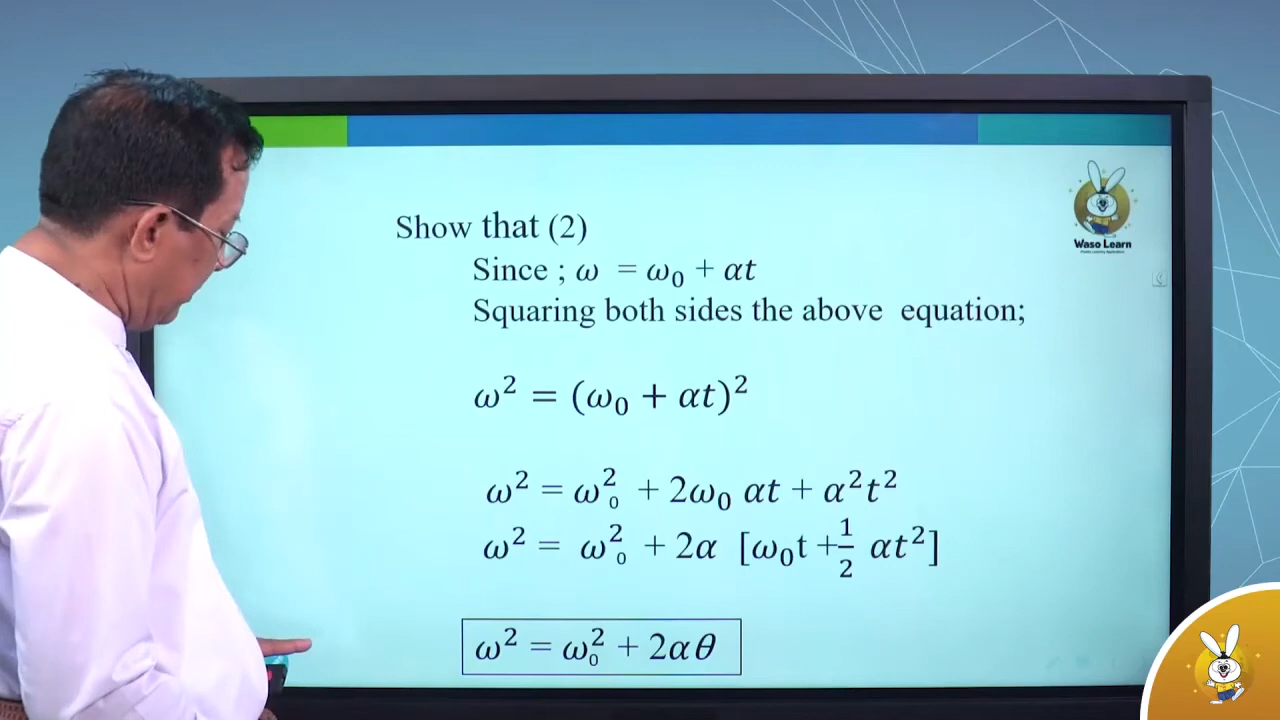 Show that (2)
Since ; ω = ω₀ + αt
Squaring both sides the above equation;
ω² = (ω₀ + αt)²
ω² = ω₀² + 2ω₀ αt + α²t²
ω² = ω₀² + 2α [ω₀t + ½ αt²]
ω² = ω₀² + 2αθ
Waso Learn